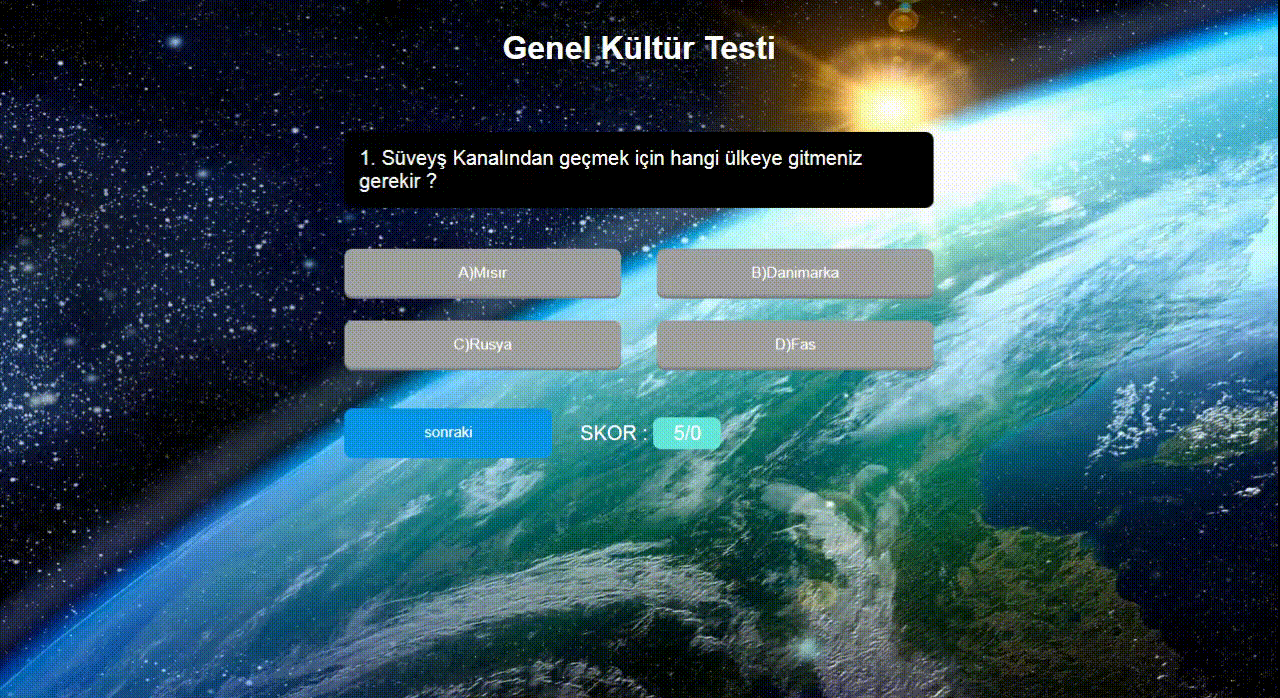 Genel Kültür Testi
1. Süveyş Kanalından geçmek için hangi ülkeye gitmeniz
gerekir ?
A)Mısır
B)Danimarka
C)Rusya
D)Fas
sonraki
SKOR : 5/0